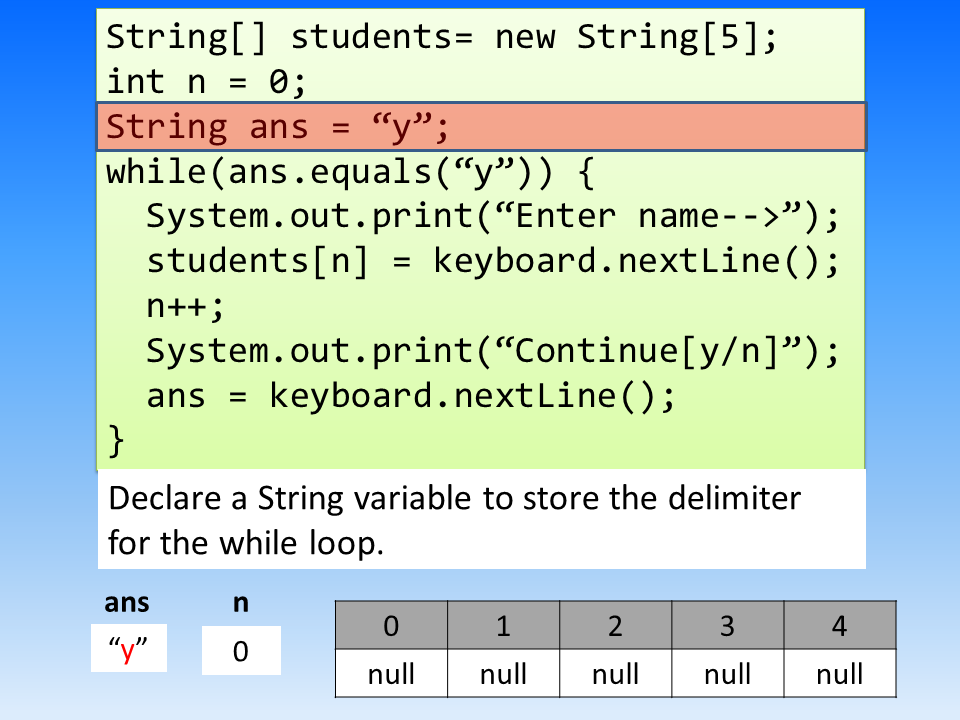 String[] students= new String[5];
int n = 0;
String ans = “y”;
while(ans.equals(“y”)) {
  System.out.print(“Enter name-->”);
  students[n] = keyboard.nextLine();
  n++;
  System.out.print(“Continue[y/n]”);
  ans = keyboard.nextLine();
}
Declare a String variable to store the delimiter
for the while loop.
ans n
“y” 0
0 1 2 3 4
null null null null null